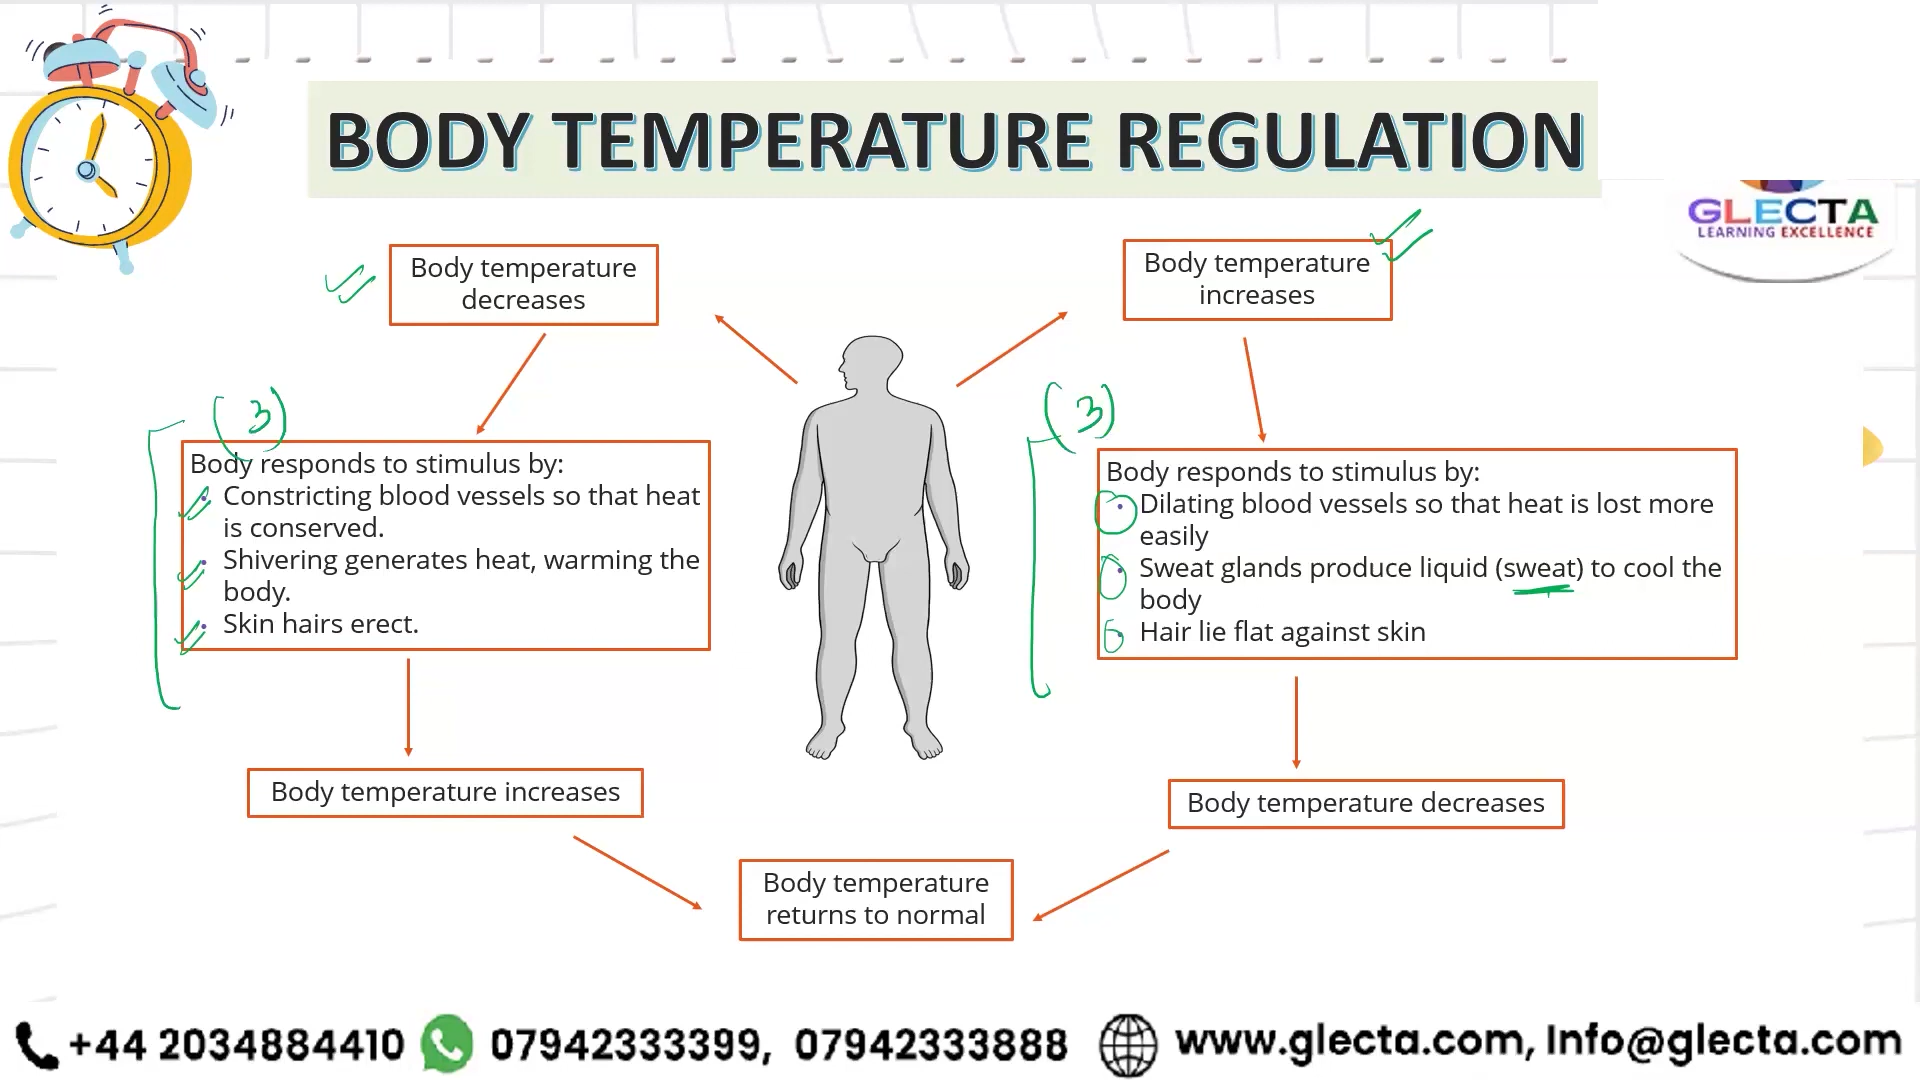 BODY TEMPERATURE REGULATION
GLECTA
LEARNING EXCELLENCE
Body temperature
decreases
Body temperature
increases
(3)
Body responds to stimulus by:
• Constricting blood vessels so that heat
is conserved.
• Shivering generates heat, warming the
body.
• Skin hairs erect.
(3)
Body responds to stimulus by:
• Dilating blood vessels so that heat is lost more
easily
• Sweat glands produce liquid (sweat) to cool the
body
• Hair lie flat against skin
Body temperature increases
Body temperature decreases
Body temperature
returns to normal
+44 2034884410 07942333399, 07942333888 www.glecta.com, Info@glecta.com